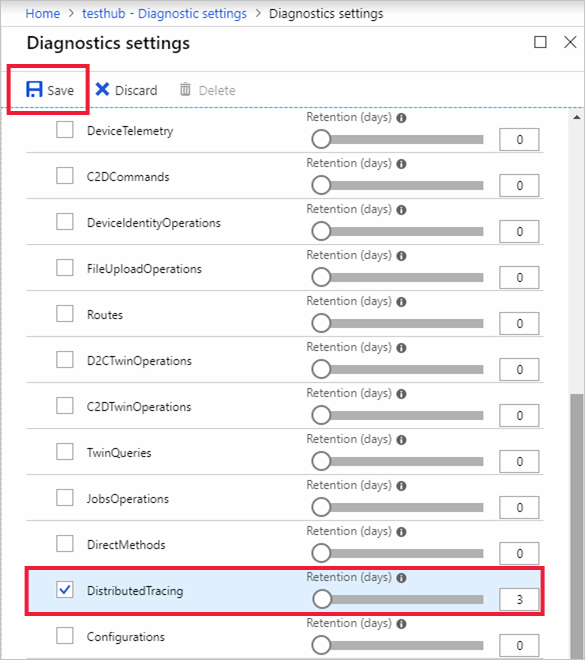 Home > testhub - Diagnostic settings > Diagnostics settings
Diagnostics settings
Save Discard Delete
Retention (days)
DeviceTelemetry 0
Retention (days)
C2DCommands 0
Retention (days)
DeviceIdentityOperations 0
Retention (days)
FileUploadOperations 0
Retention (days)
Routes 0
Retention (days)
D2CTwinOperations 0
Retention (days)
C2DTwinOperations 0
Retention (days)
TwinQueries 0
Retention (days)
JobsOperations 0
Retention (days)
DirectMethods 0
Retention (days)
DistributedTracing 3
Retention (days)
Configurations 0